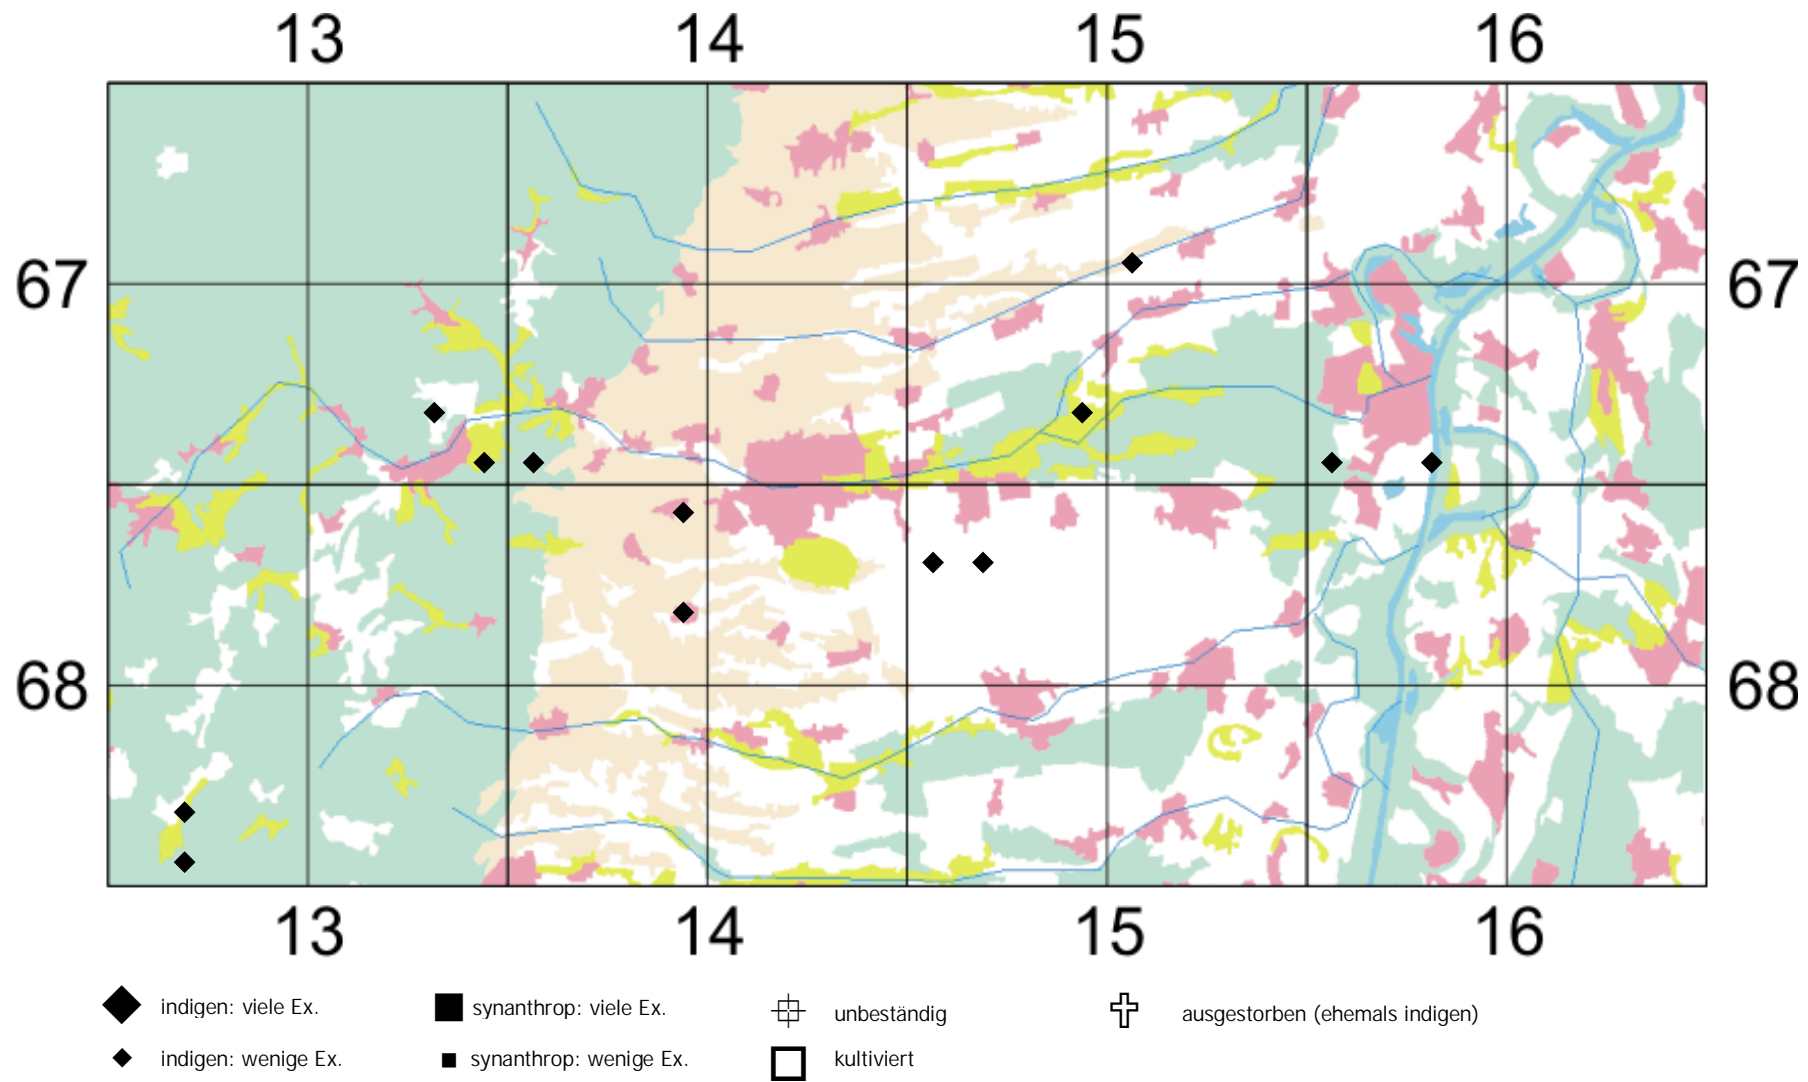 13 14 15 16
67 67
68 68
13 14 15 16
indigen: viele Ex. synanthrop: viele Ex. unbeständig ausgestorben (ehemals indigen)
indigen: wenige Ex. synanthrop: wenige Ex. kultiviert